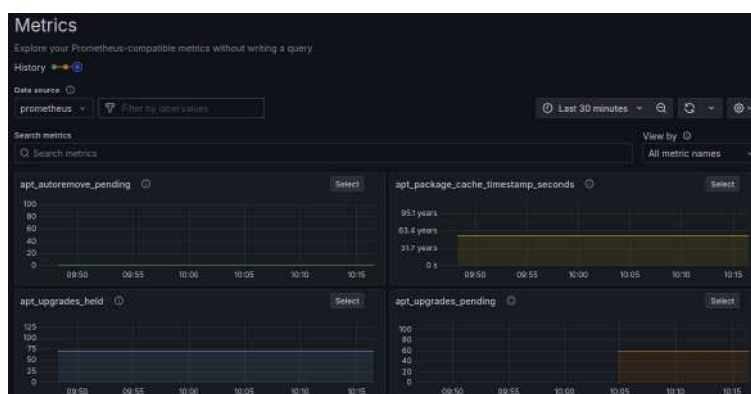 Metrics
Explore your Prometheus-compatible metrics without writing a query
History
Data source
prometheus
Filter by label values
Last 30 minutes
Search metrics
View by
Search metrics
All metric names
apt_autoremove_pending
Select
100
80
60
40
20
0
09:50 09:55 10:00 10:05 10:10 10:15
apt_package_cache_timestamp_seconds
Select
95.1 years
63.4 years
31.7 years
0 s
09:50 09:55 10:00 10:05 10:10 10:15
apt_upgrades_held
Select
125
100
75
50
25
0
09:50 09:55 10:00 10:05 10:10 10:15
apt_upgrades_pending
Select
100
80
60
40
20
0
09:50 09:55 10:00 10:05 10:10 10:15